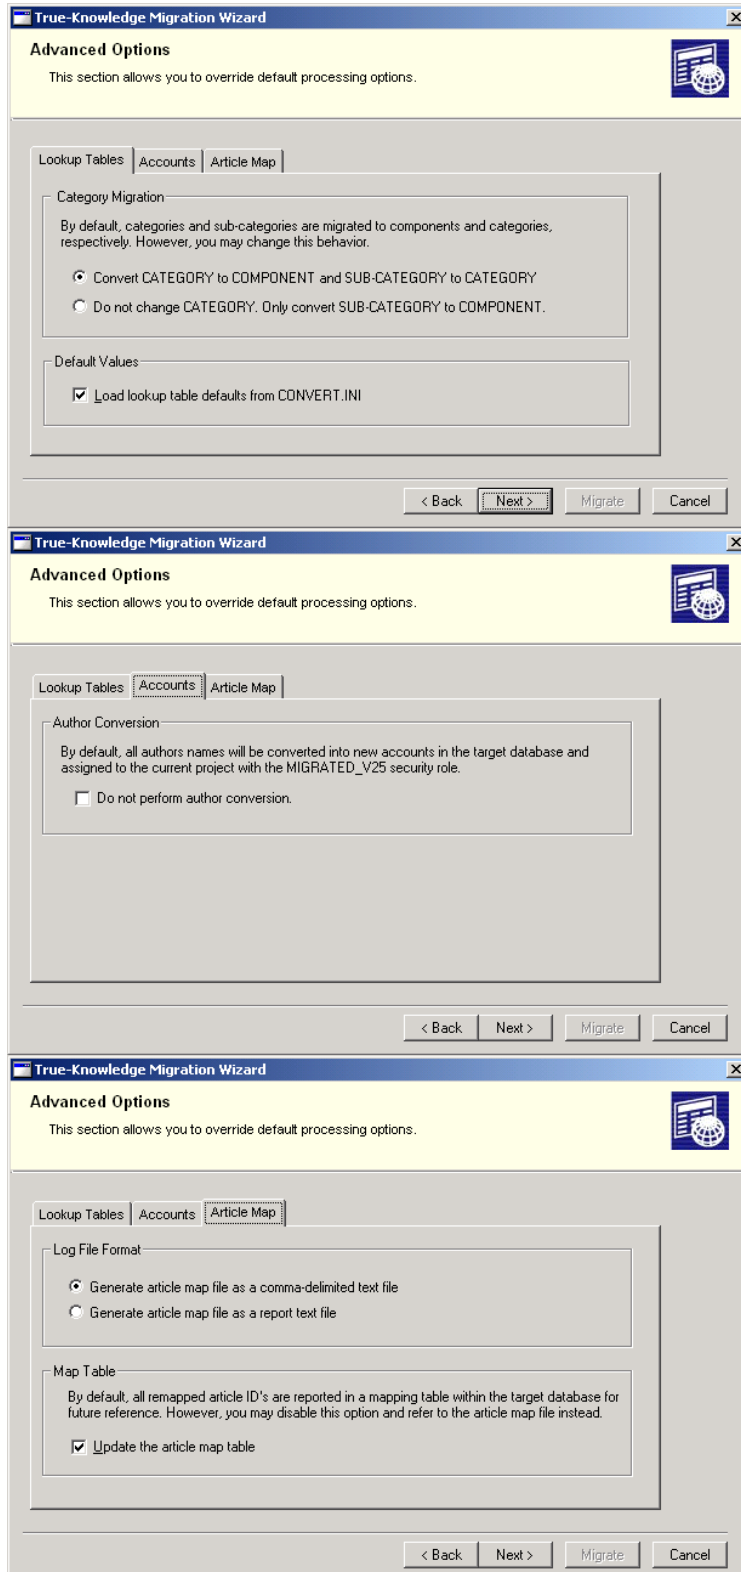 True-Knowledge Migration Wizard
Advanced Options
This section allows you to override default processing options.
Lookup Tables Accounts Article Map
Category Migration
By default, categories and sub-categories are migrated to components and categories,
respectively. However, you may change this behavior.
Convert CATEGORY to COMPONENT and SUB-CATEGORY to CATEGORY
Do not change CATEGORY. Only convert SUB-CATEGORY to COMPONENT.
Default Values
Load lookup table defaults from CONVERT.INI
< Back Next > Migrate Cancel
True-Knowledge Migration Wizard
Advanced Options
This section allows you to override default processing options.
Lookup Tables Accounts Article Map
Author Conversion
By default, all authors names will be converted into new accounts in the target database and
assigned to the current project with the MIGRATED_V25 security role.
Do not perform author conversion.
< Back Next > Migrate Cancel
True-Knowledge Migration Wizard
Advanced Options
This section allows you to override default processing options.
Lookup Tables Accounts Article Map
Log File Format
Generate article map file as a comma-delimited text file
Generate article map file as a report text file
Map Table
By default, all remapped article ID's are reported in a mapping table within the target database for
future reference. However, you may disable this option and refer to the article map file instead.
Update the article map table
< Back Next > Migrate Cancel